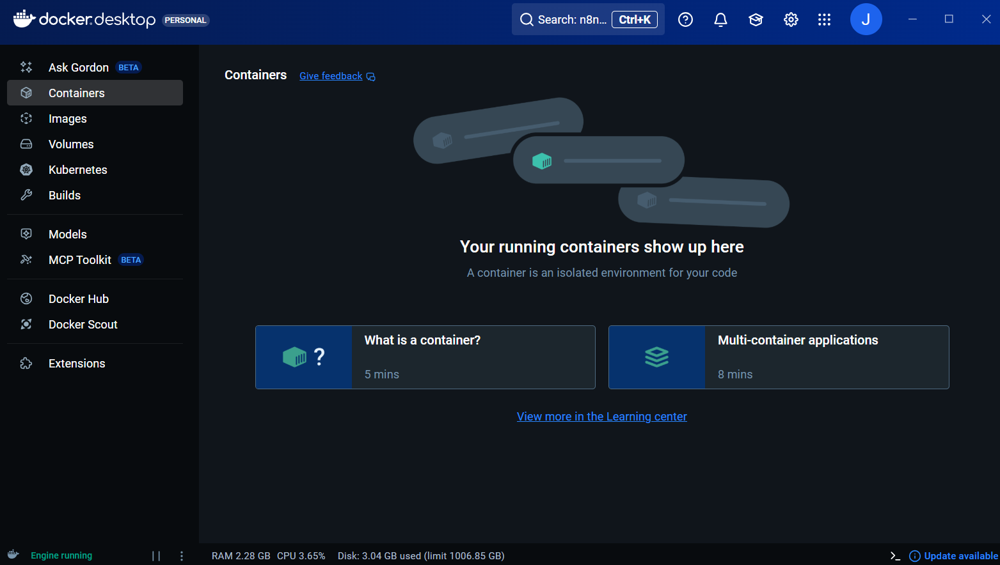 docker.desktop PERSONAL
Search: n8n... Ctrl+K
J
Ask Gordon BETA
Containers
Images
Volumes
Kubernetes
Builds
Models
MCP Toolkit BETA
Docker Hub
Docker Scout
Extensions
Containers Give feedback
Your running containers show up here
A container is an isolated environment for your code
? What is a container?
5 mins
Multi-container applications
8 mins
View more in the Learning center
Engine running
RAM 2.28 GB CPU 3.65% Disk: 3.04 GB used (limit 1006.85 GB)
Update available